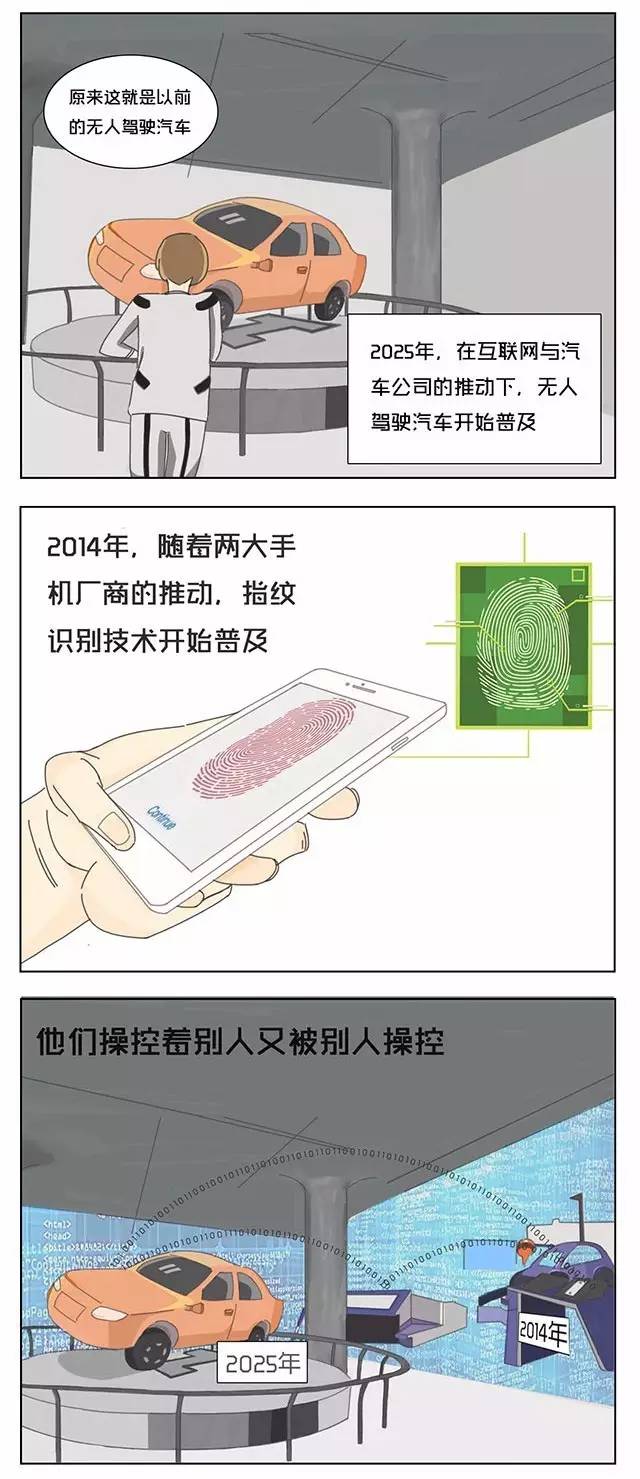 原来这就是以前
的无人驾驶汽车
2025年，在互联网与汽
车公司的推动下，无人
驾驶汽车开始普及
2014年，随着两大手
机厂商的推动，指纹
识别技术开始普及
Continue
他们操控着别人又被别人操控
<html>
<head>
2025年
2014年